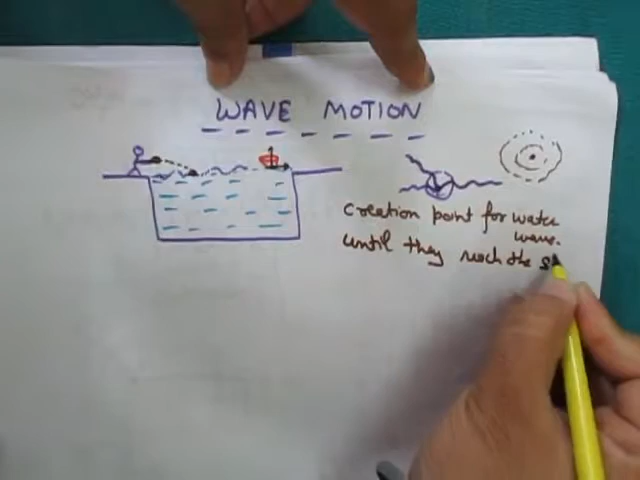 WAVE MOTION
creation point for water
wave.
until they reach the s